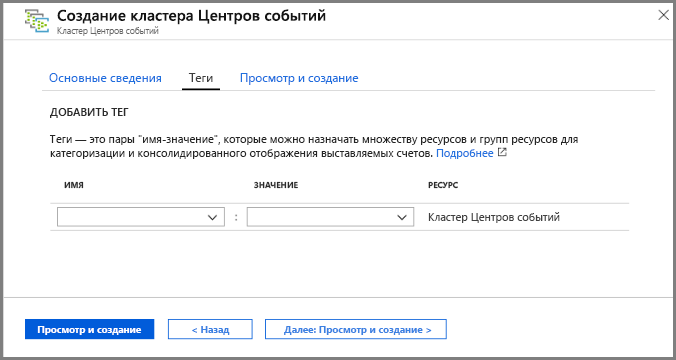 Создание кластера Центров событий
Кластер Центров событий
Основные сведения Теги Просмотр и создание
ДОБАВИТЬ ТЕГ
Теги — это пары "имя-значение", которые можно назначать множеству ресурсов и групп ресурсов для
категоризации и консолидированного отображения выставляемых счетов. Подробнее
ИМЯ ЗНАЧЕНИЕ РЕСУРС
: Кластер Центров событий
Просмотр и создание < Назад Далее: Просмотр и создание >